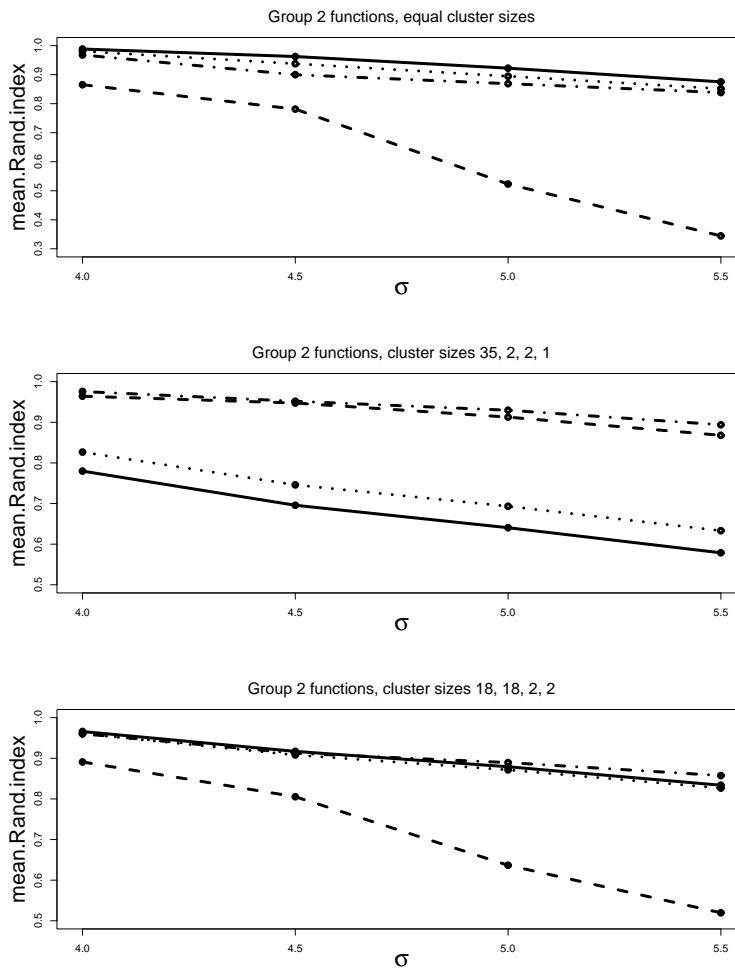 Group 2 functions, equal cluster sizes
mean.Rand.index
1.0
0.9
0.8
0.7
0.6
0.5
0.4
0.3
4.0 4.5 5.0 5.5
σ
Group 2 functions, cluster sizes 35, 2, 2, 1
mean.Rand.index
1.0
0.9
0.8
0.7
0.6
0.5
4.0 4.5 5.0 5.5
σ
Group 2 functions, cluster sizes 18, 18, 2, 2
mean.Rand.index
1.0
0.9
0.8
0.7
0.6
0.5
4.0 4.5 5.0 5.5
σ